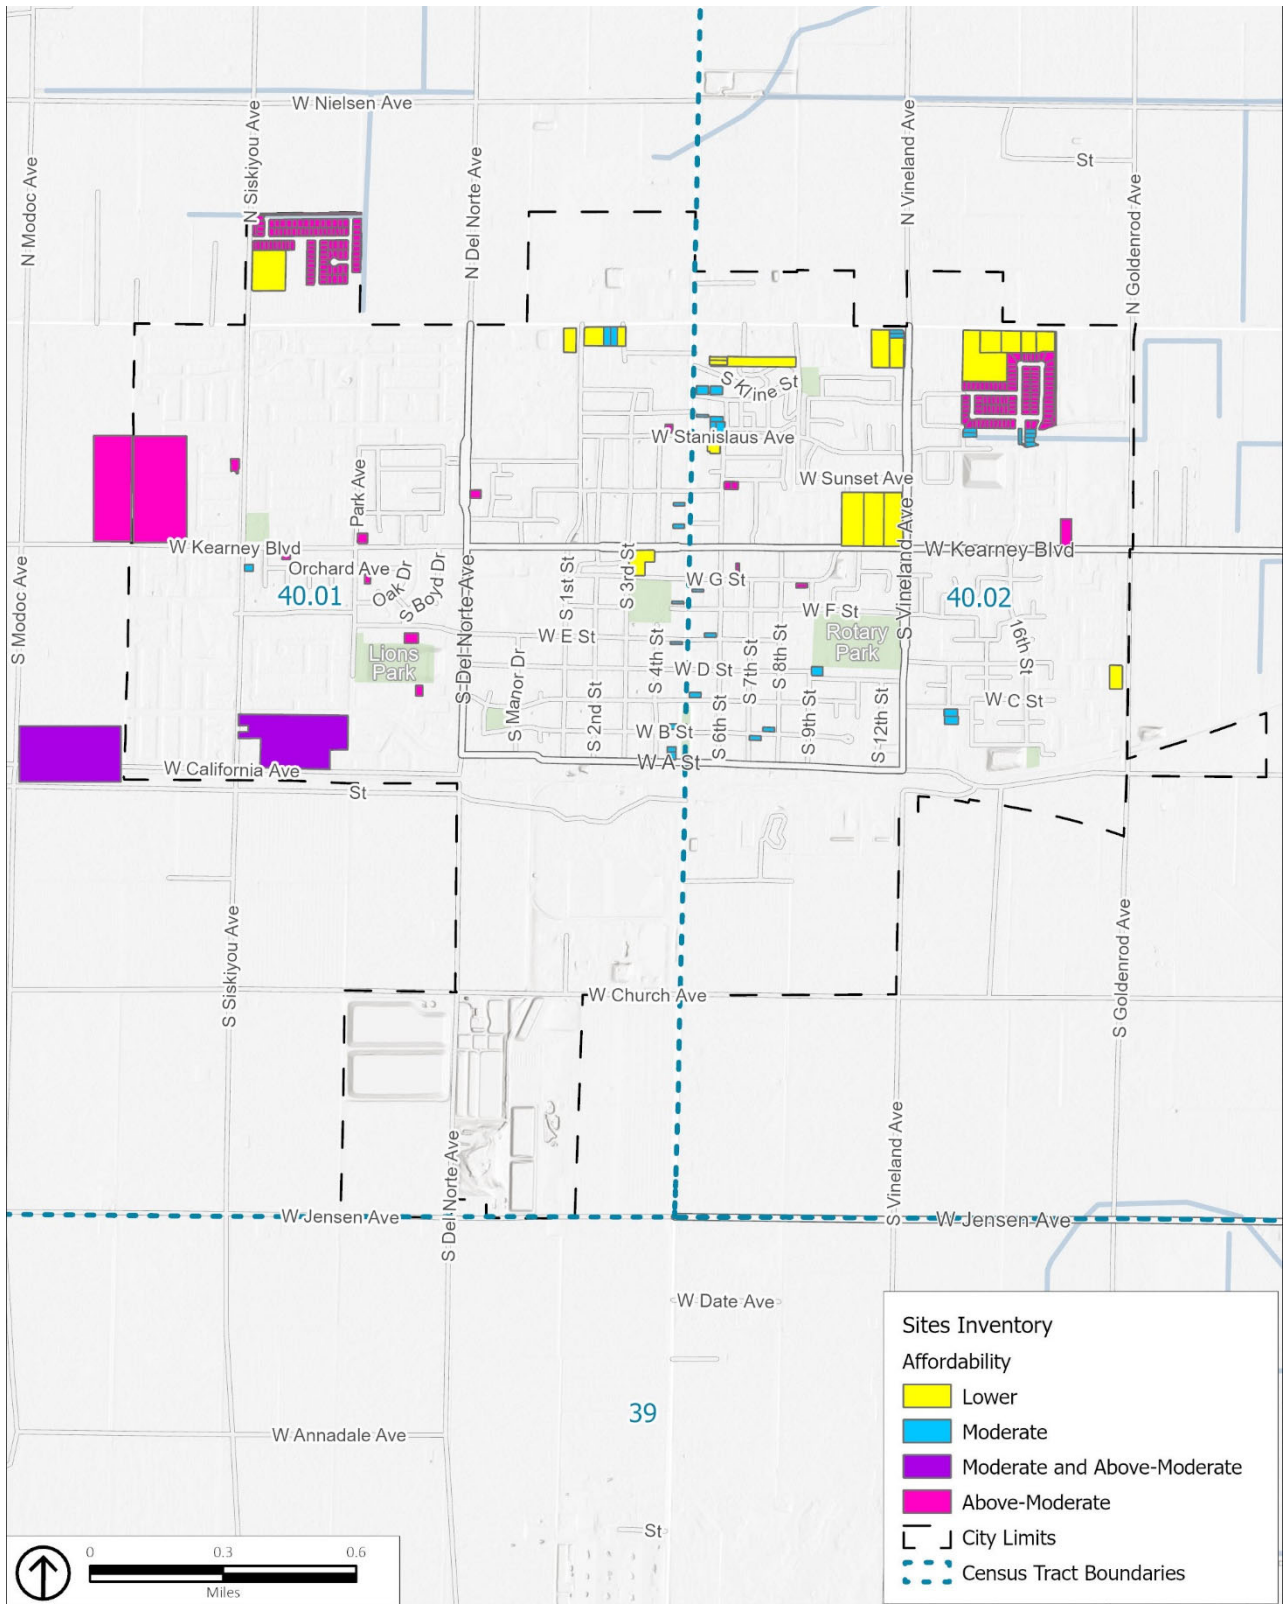 W Nielsen Ave
N Modoc Ave
N Siskiyou Ave
N Del Norte Ave
N Vineland Ave
St
N Goldenrod Ave
S Kline St
W Stanislaus Ave
W Sunset Ave
Park Ave
W Kearney Blvd
W Kearney Blvd
Orchard Ave
40.01
Oak Dr
S Boyd Dr
S Modoc Ave
S Del Norte Ave
S 1st St
S 3rd St
W G St
W F St
W E St
S Vineland Ave
40.02
16th St
Lions
Park
Rotary
Park
S Manor Dr
S 2nd St
S 4th St
W D St
S 6th St
S 7th St
S 8th St
S 9th St
S 12th St
W C St
W B St
W A St
W California Ave
St
S Siskiyou Ave
W Church Ave
S Goldenrod Ave
S Del Norte Ave
S Vineland Ave
W Jensen Ave
W Jensen Ave
W Date Ave
39
W Annadale Ave
St
Sites Inventory
Affordability
Lower
Moderate
Moderate and Above-Moderate
Above-Moderate
City Limits
Census Tract Boundaries
0 0.3 0.6
Miles